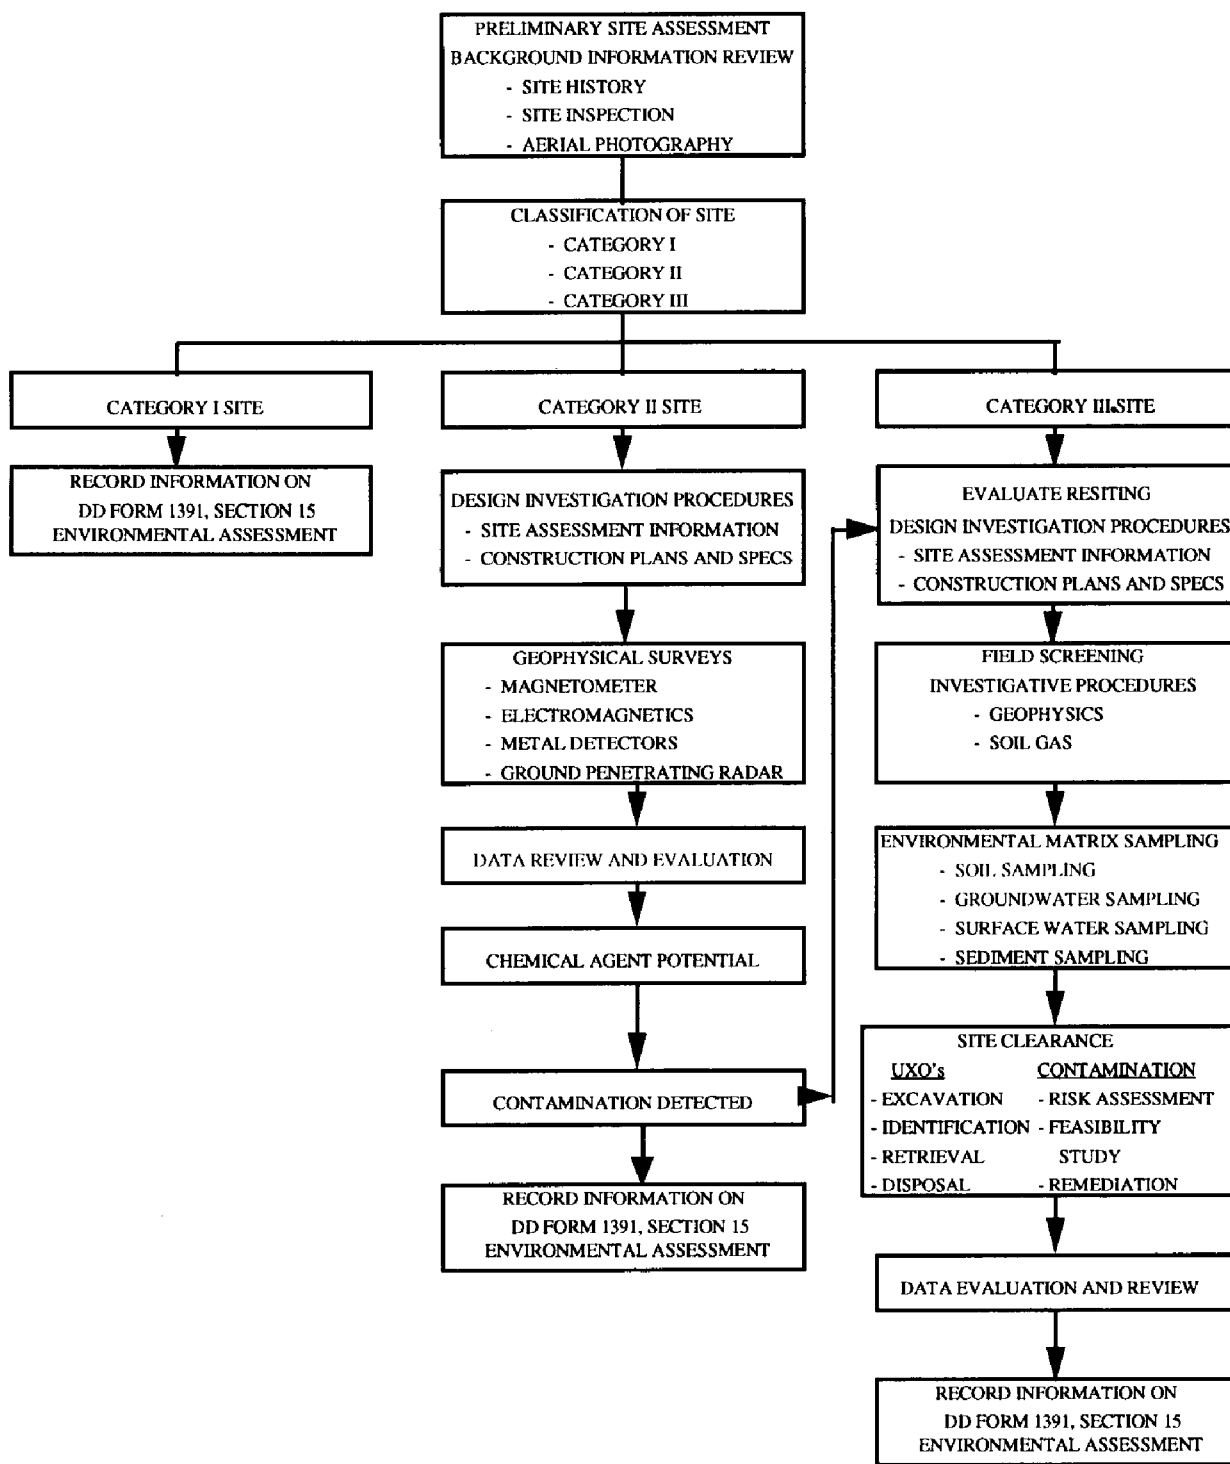 PRELIMINARY SITE ASSESSMENT
BACKGROUND INFORMATION REVIEW
- SITE HISTORY
- SITE INSPECTION
- AERIAL PHOTOGRAPHY
CLASSIFICATION OF SITE
- CATEGORY I
- CATEGORY II
- CATEGORY III
CATEGORY I SITE
RECORD INFORMATION ON
DD FORM 1391, SECTION 15
ENVIRONMENTAL ASSESSMENT
CATEGORY II SITE
DESIGN INVESTIGATION PROCEDURES
- SITE ASSESSMENT INFORMATION
- CONSTRUCTION PLANS AND SPECS
GEOPHYSICAL SURVEYS
- MAGNETOMETER
- ELECTROMAGNETICS
- METAL DETECTORS
- GROUND PENETRATING RADAR
DATA REVIEW AND EVALUATION
CHEMICAL AGENT POTENTIAL
CONTAMINATION DETECTED
RECORD INFORMATION ON
DD FORM 1391, SECTION 15
ENVIRONMENTAL ASSESSMENT
CATEGORY III SITE
EVALUATE RESITING
DESIGN INVESTIGATION PROCEDURES
- SITE ASSESSMENT INFORMATION
- CONSTRUCTION PLANS AND SPECS
FIELD SCREENING
INVESTIGATIVE PROCEDURES
- GEOPHYSICS
- SOIL GAS
ENVIRONMENTAL MATRIX SAMPLING
- SOIL SAMPLING
- GROUNDWATER SAMPLING
- SURFACE WATER SAMPLING
- SEDIMENT SAMPLING
SITE CLEARANCE
UXO's
- EXCAVATION
- IDENTIFICATION
- RETRIEVAL
- DISPOSAL
CONTAMINATION
- RISK ASSESSMENT
- FEASIBILITY
STUDY
- REMEDIATION
DATA EVALUATION AND REVIEW
RECORD INFORMATION ON
DD FORM 1391, SECTION 15
ENVIRONMENTAL ASSESSMENT